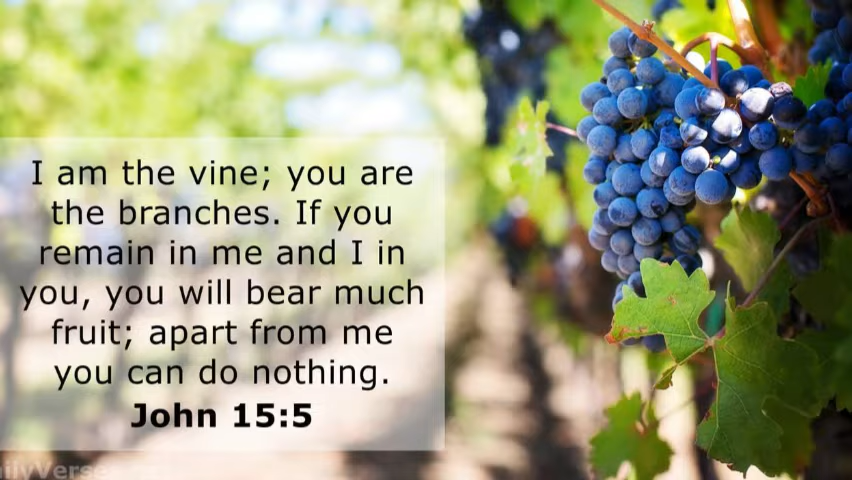 I am the vine; you are
the branches. If you
remain in me and I in
you, you will bear much
fruit; apart from me
you can do nothing.
John 15:5